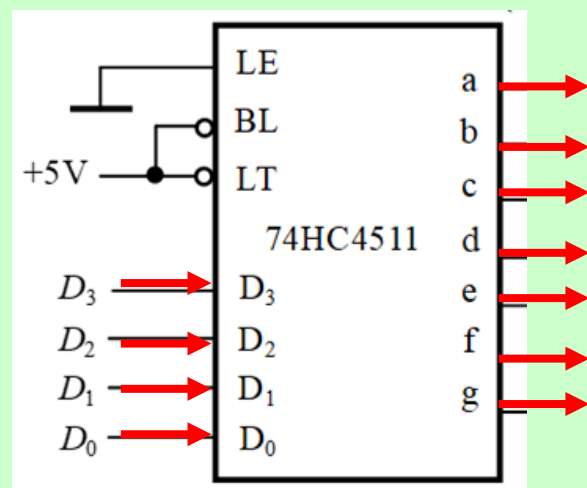 LE
BL
+5V
LT
74HC4511
D₃ D₃
D₂ D₂
D₁ D₁
D₀ D₀
a
b
c
d
e
f
g